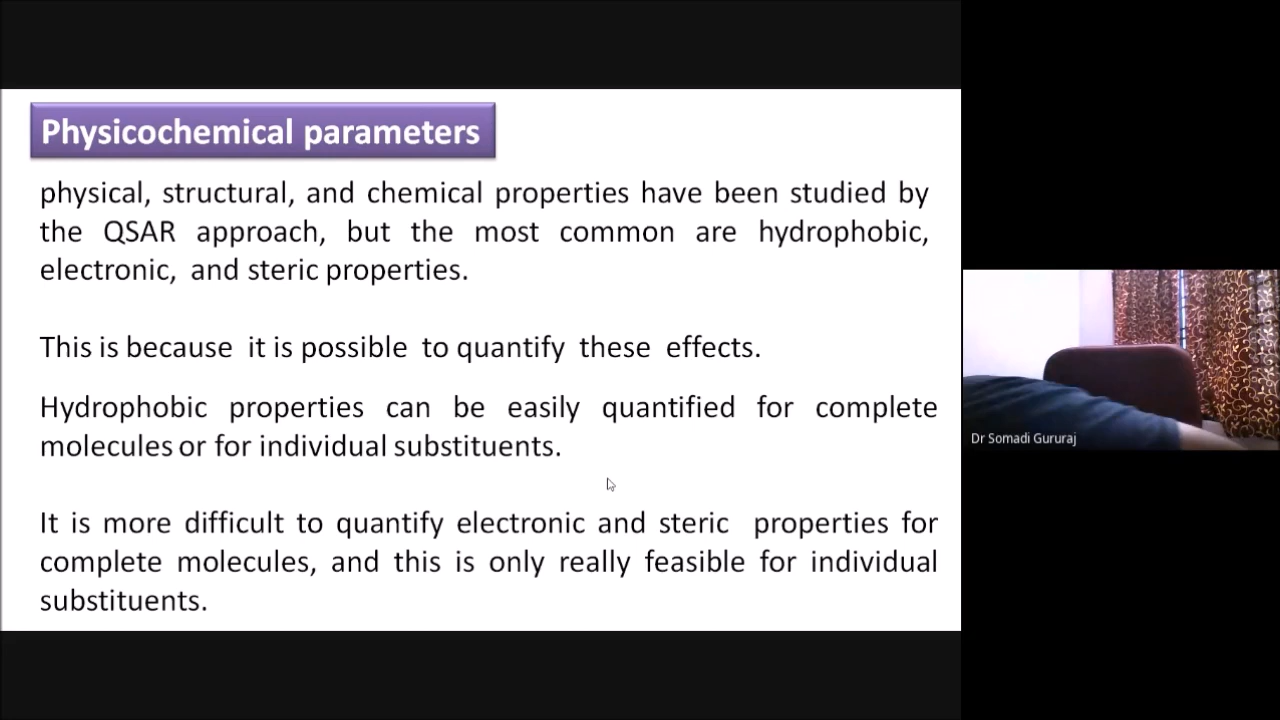 Physicochemical parameters
physical, structural, and chemical properties have been studied by
the QSAR approach, but the most common are hydrophobic,
electronic, and steric properties.
This is because it is possible to quantify these effects.
Hydrophobic properties can be easily quantified for complete
molecules or for individual substituents.
It is more difficult to quantify electronic and steric properties for
complete molecules, and this is only really feasible for individual
substituents.
Dr Somadi Gururaj